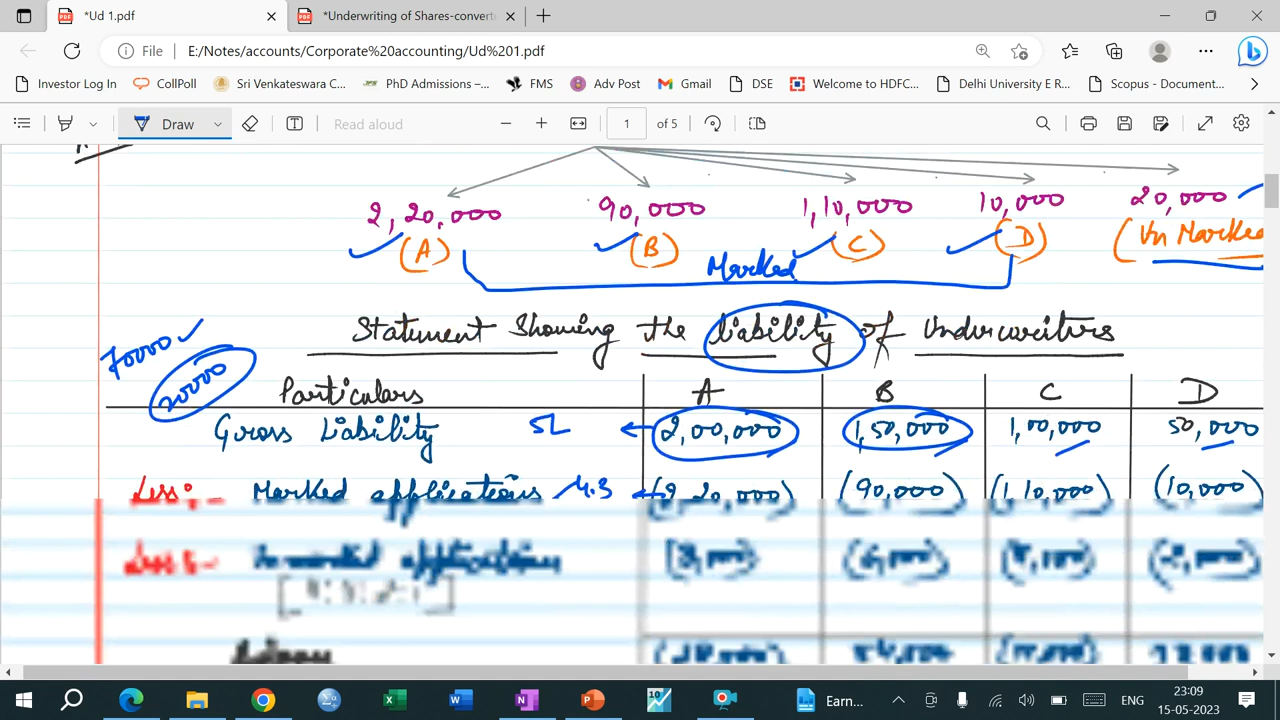 *Ud 1.pdf
*Underwriting of Shares-converte
File
E:/Notes/accounts/Corporate%20accounting/Ud%201.pdf
Investor Log In
CollPoll
Sri Venkateswara C...
PhD Admissions –...
FMS
Adv Post
Gmail
DSE
Welcome to HDFC...
Delhi University E R...
Scopus - Document...
Draw
Read aloud
1 of 5
2,20,000 90,000 1,10,000 10,000 20,000
(A) (B) (C) (D) (Un Marked
Marked
Statement Showing the liability of Underwriters
70000
20000
Particulars A B C D
Gross Liability SL 2,00,000 1,50,000 1,00,000 50,000
Less:- Marked applications (2,20,000) (90,000) (1,10,000) (10,000)
Less:- applications
Earn...
ENG
23:09
15-05-2023